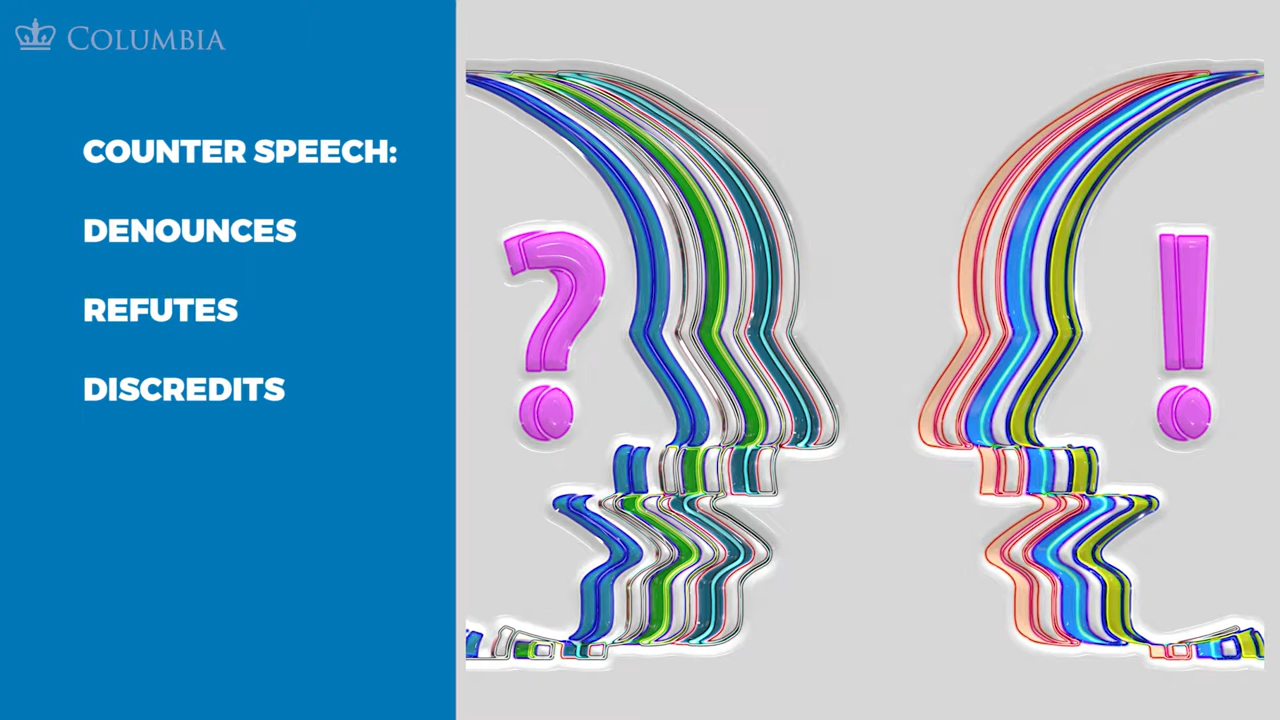 COLUMBIA
COUNTER SPEECH:
DENOUNCES
REFUTES
DISCREDITS
? !